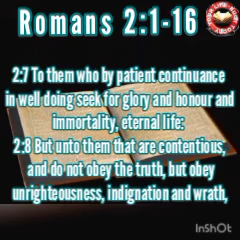 Romans 2:1-16
2:7 To them who by patient continuance
in well doing seek for glory and honour and
immortality, eternal life:
2:8 But unto them that are contentious,
and do not obey the truth, but obey
unrighteousness, indignation and wrath,
InShOt